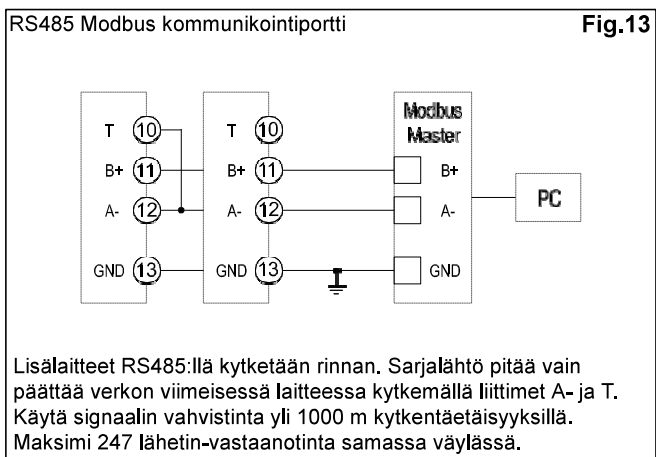 RS485 Modbus kommunikointiportti Fig.13
Modbus
Master
T 10 T 10
B+ 11 B+ 11 B+
PC
A- 12 A- 12 A-
GND 13 GND 13 GND
Lisälaitteet RS485:llä kytketään rinnan. Sarjalähtö pitää vain
päättää verkon viimeisessä laitteessa kytkemällä liittimet A- ja T.
Käytä signaalin vahvistinta yli 1000 m kytkentäetäisyyksillä.
Maksimi 247 lähetin-vastaanotinta samassa väylässä.